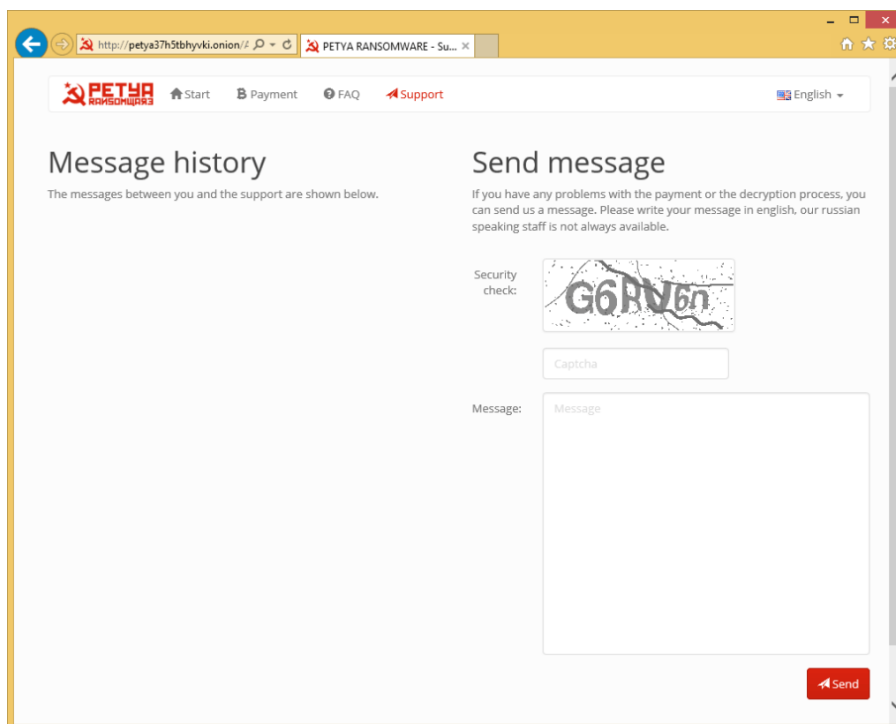 http://petya37h5tbhyvki.onion/
PETYA RANSOMWARE - Su...
PETYA
RANSOMWARE
Start
Payment
FAQ
Support
English
Message history
The messages between you and the support are shown below.
Send message
If you have any problems with the payment or the decryption process, you
can send us a message. Please write your message in english, our russian
speaking staff is not always available.
Security
check:
G6RV6n
Captcha
Message:
Message
Send